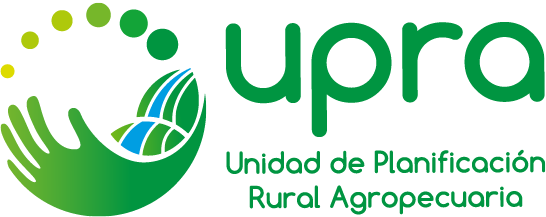 upra
Unidad de Planificación
Rural Agropecuaria